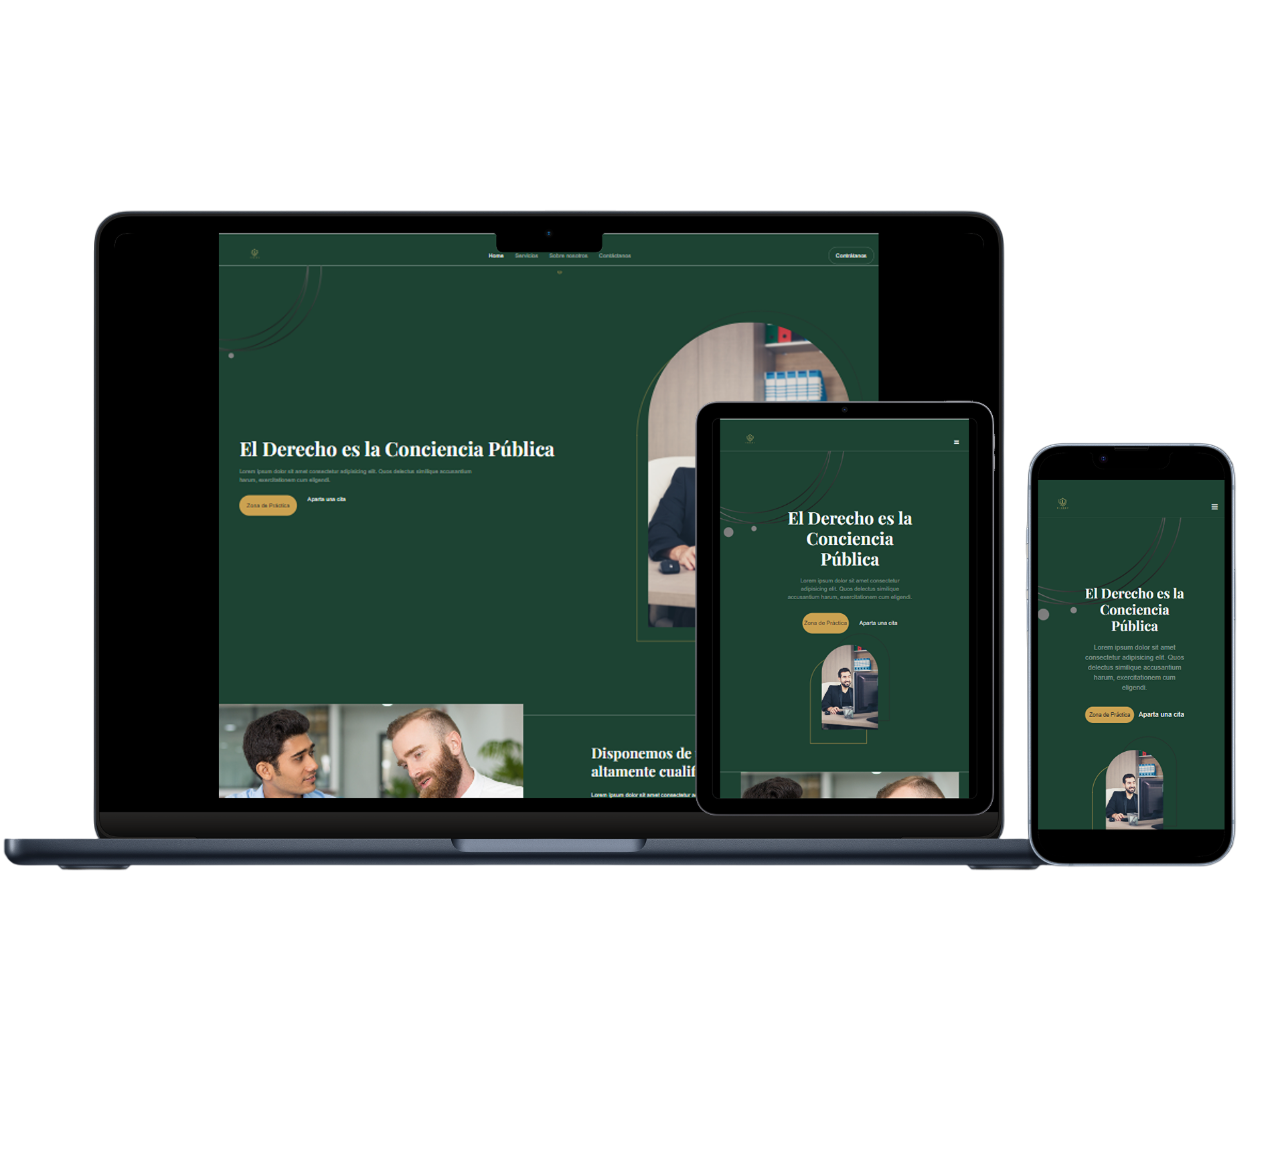 Home Servicios Sobre nosotros Contáctanos
Contrátanos
El Derecho es la Conciencia Pública
Lorem ipsum dolor sit amet consectetur adipisicing elit. Quos delectus similique accusantium
harum, exercitationem cum eligendi.
Zona de Práctica Aparta una cita
Disponemos de
altamente cualif
Lorem ipsum dolor sit amet consectetur a
El Derecho es la
Conciencia
Pública
Lorem ipsum dolor sit amet consectetur
adipisicing elit. Quos delectus similique
accusantium harum, exercitationem cum eligendi.
Zona de Práctica Aparta una cita
El Derecho es la
Conciencia
Pública
Lorem ipsum dolor sit amet
consectetur adipisicing elit. Quos
delectus similique accusantium
harum, exercitationem cum
eligendi.
Zona de Práctica Aparta una cita